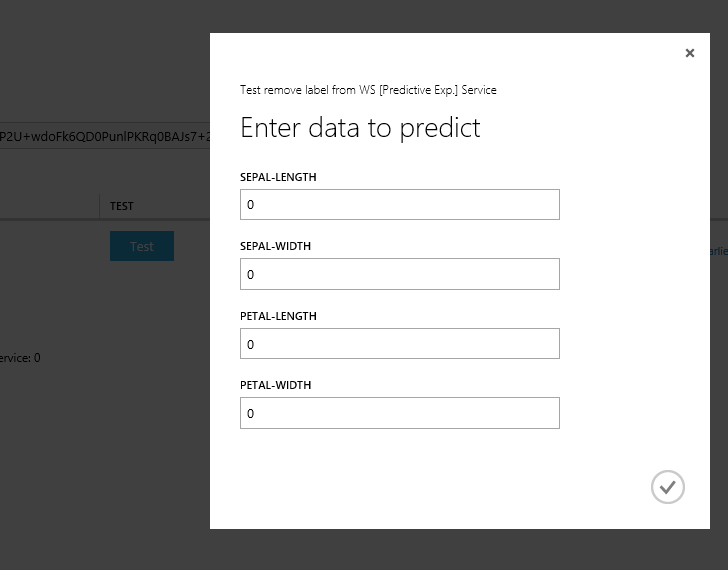 Test remove label from WS [Predictive Exp.] Service
Enter data to predict
P2U+wdoFk6QD0PunlPKRq0BAJs7+2
SEPAL-LENGTH
0
TEST
Test
SEPAL-WIDTH
0
PETAL-LENGTH
0
ervice: 0
PETAL-WIDTH
0